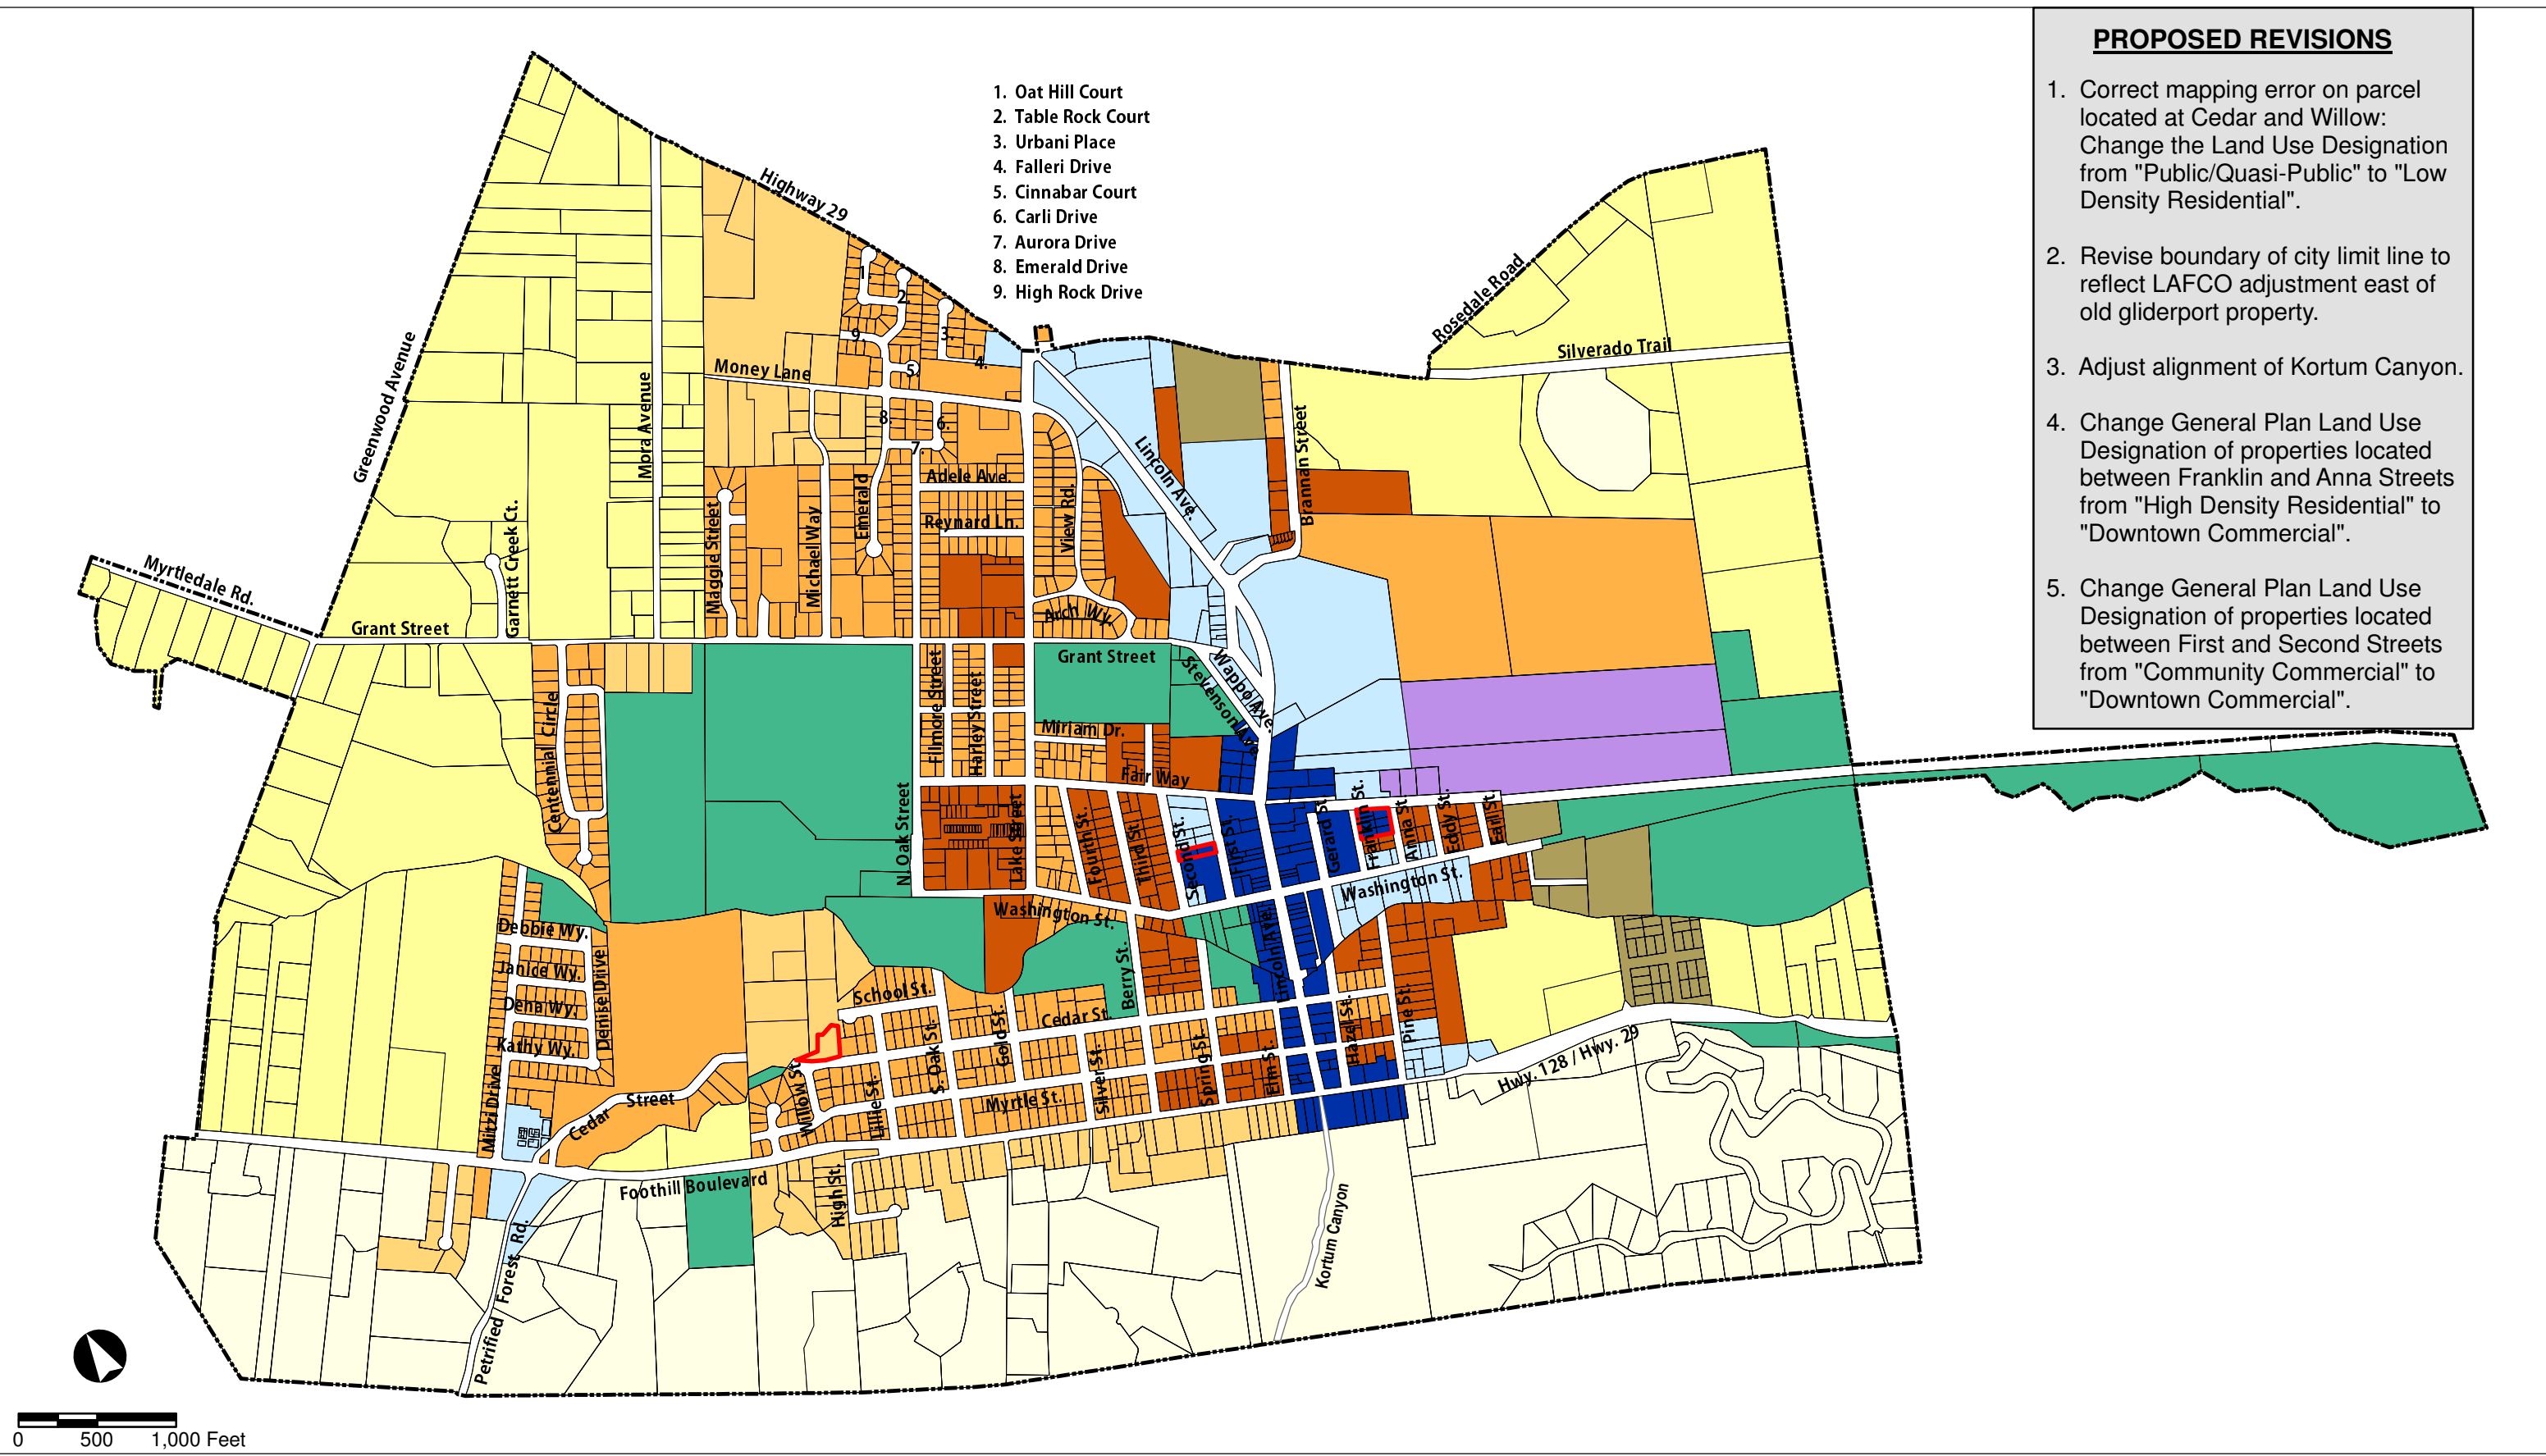 PROPOSED REVISIONS
1. Correct mapping error on parcel
located at Cedar and Willow:
Change the Land Use Designation
from "Public/Quasi-Public" to "Low
Density Residential".
2. Revise boundary of city limit line to
reflect LAFCO adjustment east of
old gliderport property.
3. Adjust alignment of Kortum Canyon.
4. Change General Plan Land Use
Designation of properties located
between Franklin and Anna Streets
from "High Density Residential" to
"Downtown Commercial".
5. Change General Plan Land Use
Designation of properties located
between First and Second Streets
from "Community Commercial" to
"Downtown Commercial".
1. Oat Hill Court
2. Table Rock Court
3. Urbani Place
4. Falleri Drive
5. Cinnabar Court
6. Carli Drive
7. Aurora Drive
8. Emerald Drive
9. High Rock Drive
Highway 29
Rosedale Road
Silverado Trail
1.
2.
3.
4.
5.
6.
7.
8.
9.
Money Lane
Greenwood Avenue
Mora Avenue
Lincoln Ave.
Brannan Street
Adele Ave.
Reynard Ln.
View Rd.
Emerald
Michael Way
Maggie Street
Garnett Creek Ct.
Myrtledale Rd.
Grant Street
Arch Wy.
Grant Street
Stevenson Ave.
Wappo Ave.
Filmore Street
Harley Street
Centennial Circle
Miriam Dr.
Fair Way
N. Oak Street
Lake Street
Fourth St.
Third St.
Second St.
First St.
Gerard St.
Franklin St.
Anna St.
Eddy St.
Earl St.
Washington St.
Washington St.
Debbie Wy.
Janice Wy.
Dena Wy.
Kathy Wy.
Denise Drive
Mitzi Drive
School St.
Cedar St.
Berry St.
Lincoln Ave.
S. Oak St.
Gold St.
Silver St.
Spring St.
Elm St.
Hazel St.
Pine St.
Willow St.
Lillie St.
Myrtle St.
Cedar Street
Foothill Boulevard
High St.
Petrified Forest Rd.
Kortum Canyon
Hwy. 128 / Hwy. 29
0 500 1,000 Feet